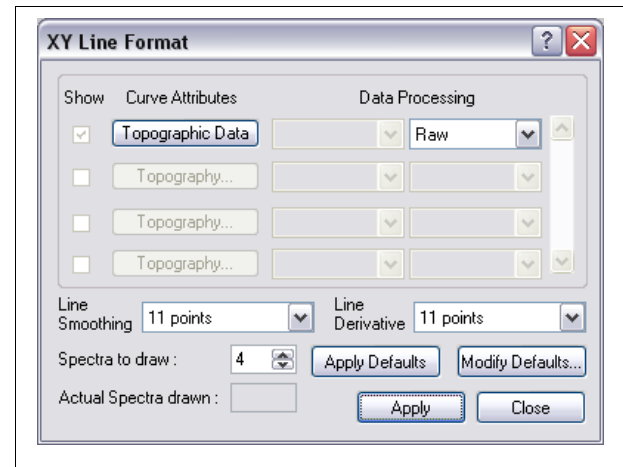 XY Line Format
?
Show Curve Attributes Data Processing
Topographic Data Raw
Topography...
Topography...
Topography...
Line Smoothing 11 points Line Derivative 11 points
Spectra to draw : 4 Apply Defaults Modify Defaults...
Actual Spectra drawn : Apply Close